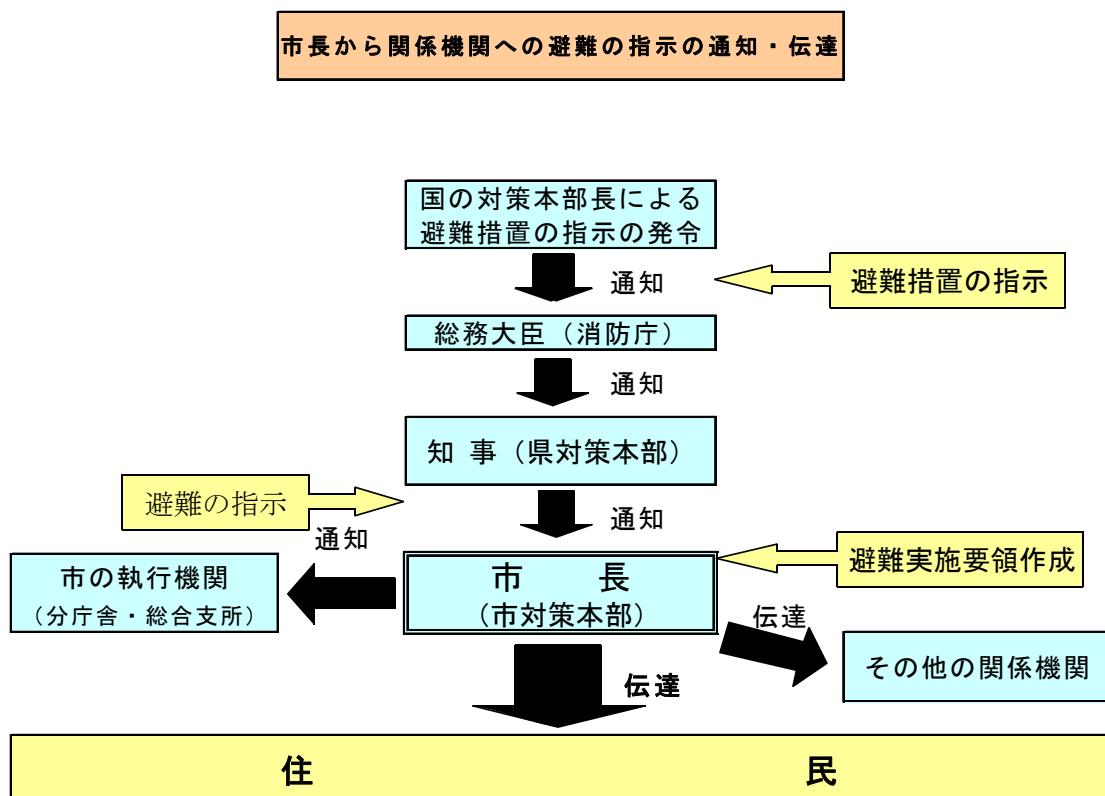 市長から関係機関への避難の指示の通知・伝達
国の対策本部長による
避難措置の指示の発令
通知
避難措置の指示
総務大臣（消防庁）
通知
知 事（県対策本部）
避難の指示
通知
通知
避難実施要領作成
市の執行機関
（分庁舎・総合支所）
市 長
（市対策本部）
伝達
その他の関係機関
伝達
住 民